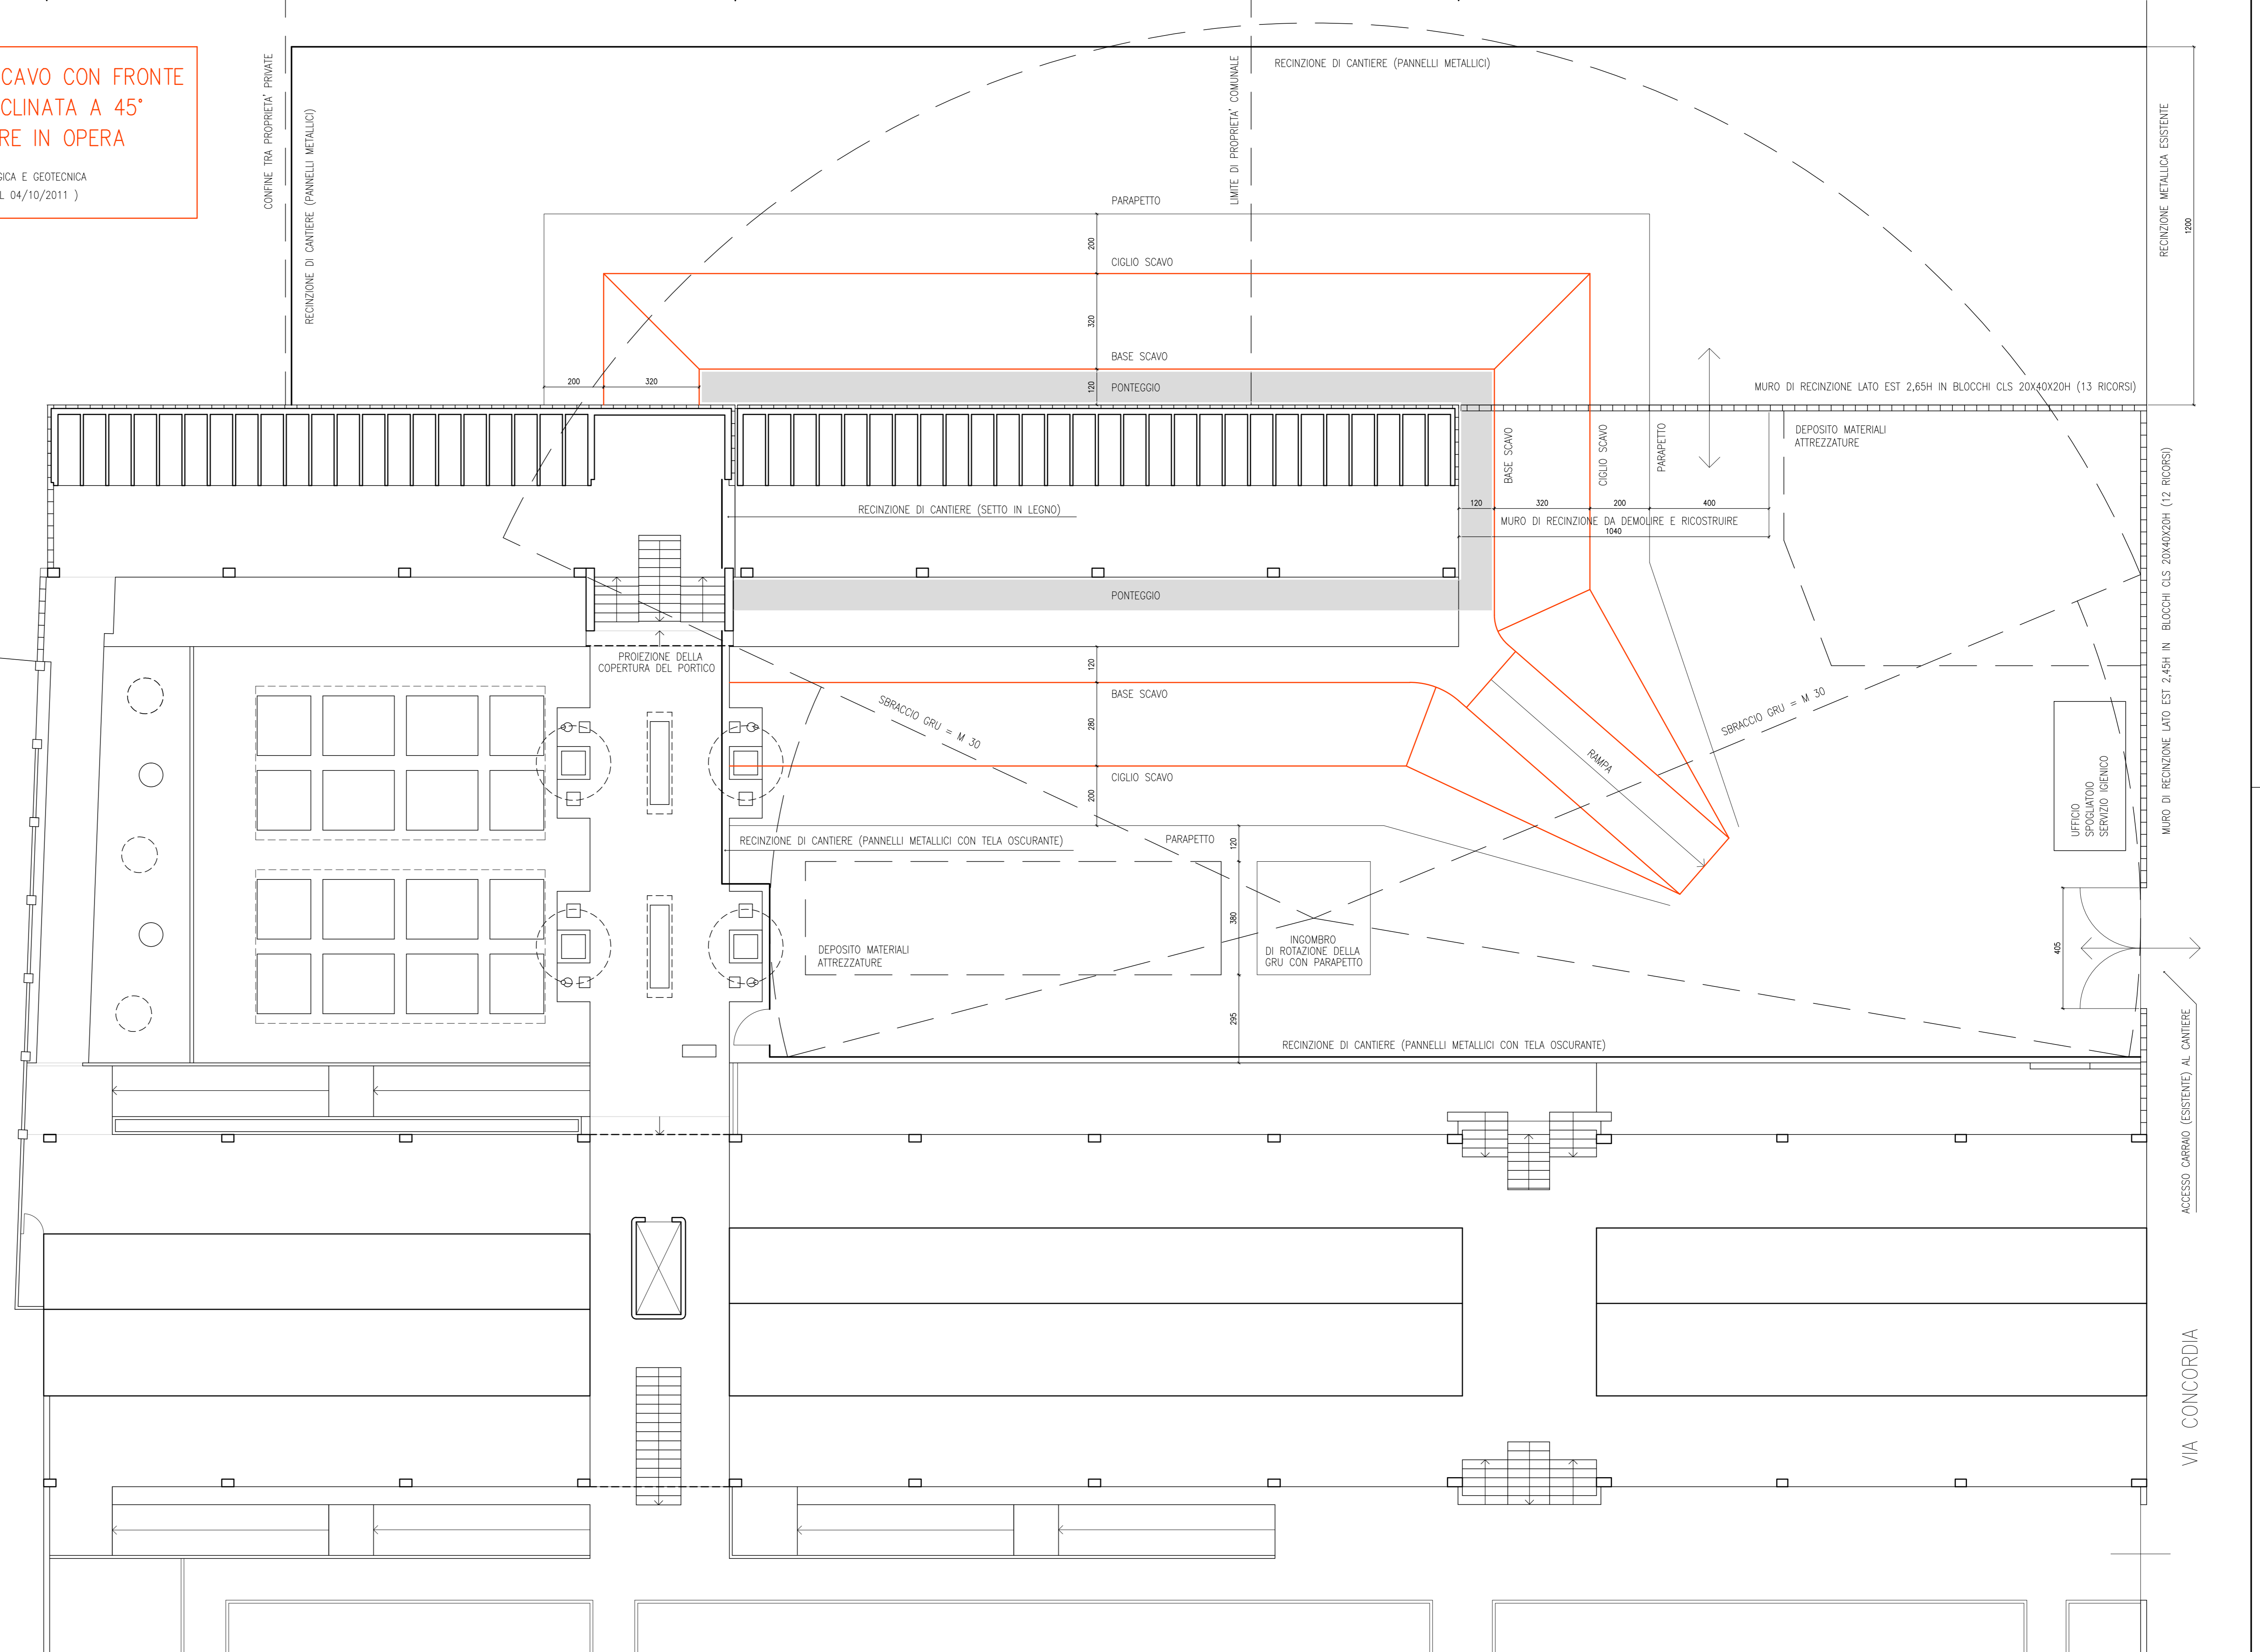 CAVO CON FRONTE
CLINATA A 45°
RE IN OPERA
GICA E GEOTECNICA
L 04/10/2011 )
CONFINE TRA PROPRIETA' PRIVATE
RECINZIONE DI CANTIERE (PANNELLI METALLICI)
LIMITE DI PROPRIETA' COMUNALE
RECINZIONE DI CANTIERE (PANNELLI METALLICI)
RECINZIONE METALLICA ESISTENTE
1200
PARAPETTO
200
CIGLIO SCAVO
320
BASE SCAVO
120
PONTEGGIO
200
320
MURO DI RECINZIONE LATO EST 2,65H IN BLOCCHI CLS 20X40X20H (13 RICORSI)
DEPOSITO MATERIALI
ATTREZZATURE
BASE SCAVO
CIGLIO SCAVO
PARAPETTO
120
320
200
400
MURO DI RECINZIONE DA DEMOLIRE E RICOSTRUIRE
1040
RECINZIONE DI CANTIERE (SETTO IN LEGNO)
MURO DI RECINZIONE LATO EST 2,45H IN BLOCCHI CLS 20X40X20H (12 RICORSI)
PONTEGGIO
PROIEZIONE DELLA
COPERTURA DEL PORTICO
120
BASE SCAVO
SBRACCIO GRU = M 30
SBRACCIO GRU = M 30
280
RAMPA
CIGLIO SCAVO
200
UFFICIO
SPOGLIATOIO
SERVIZIO IGIENICO
RECINZIONE DI CANTIERE (PANNELLI METALLICI CON TELA OSCURANTE)
PARAPETTO
120
380
DEPOSITO MATERIALI
ATTREZZATURE
INGOMBRO
DI ROTAZIONE DELLA
GRU CON PARAPETTO
405
295
RECINZIONE DI CANTIERE (PANNELLI METALLICI CON TELA OSCURANTE)
ACCESSO CARRAIO (ESISTENTE) AL CANTIERE
VIA CONCORDIA